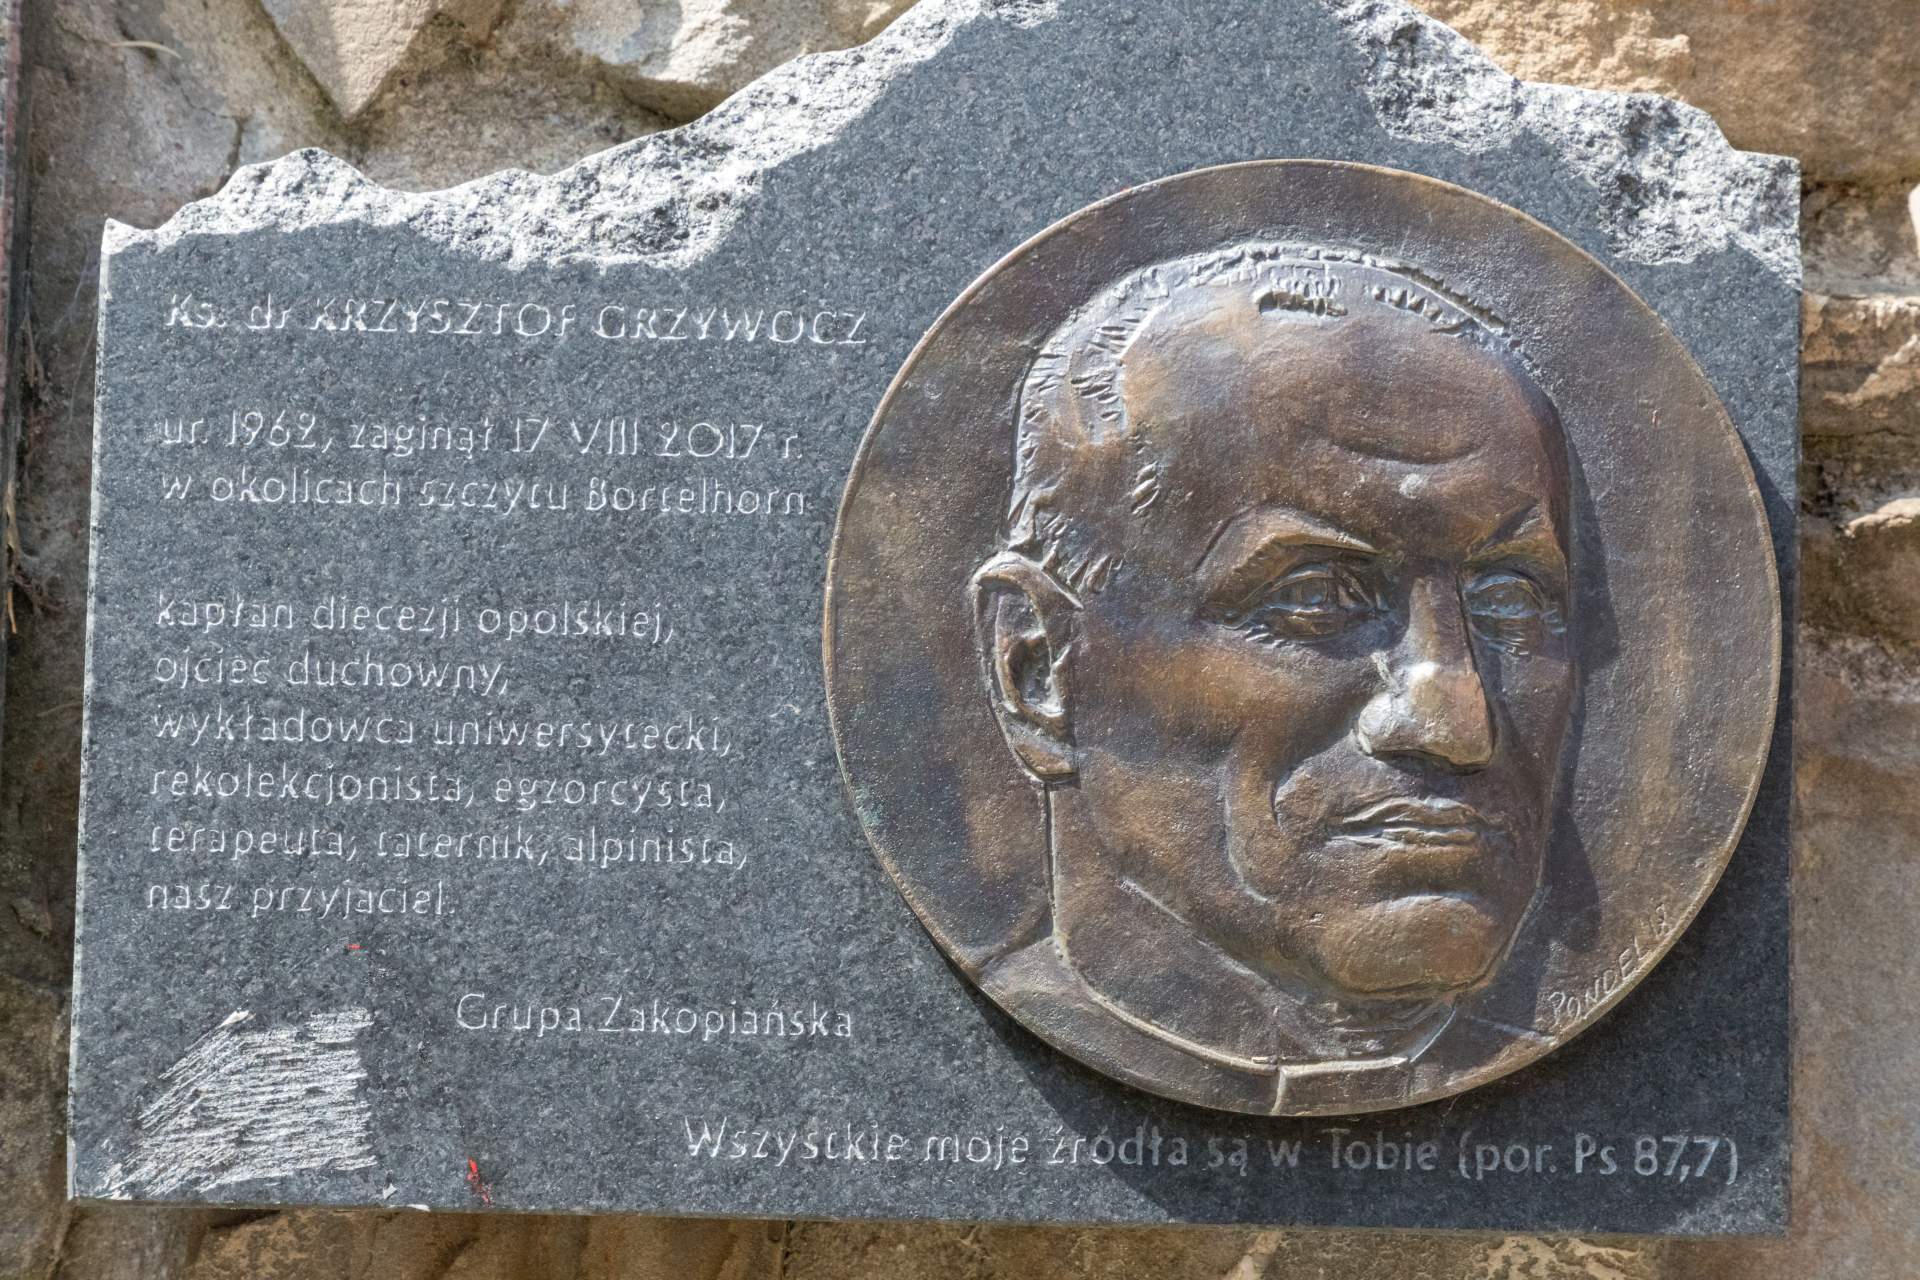 Ks. dr KRZYSZTOF GRZYWOCZ
ur. 1962, zaginął 17 VIII 2017 r.
w okolicach szczytu Bortelhorn
kapłan diecezji opolskiej,
ojciec duchowny,
wykładowca uniwersytecki,
rekolekcjonista, egzorcysta,
terapeuta, taternik, alpinista,
nasz przyjaciel.
Grupa Zakopiańska
Wszystkie moje źródła są w Tobie (por. Ps 87,7)
PONDEL '18